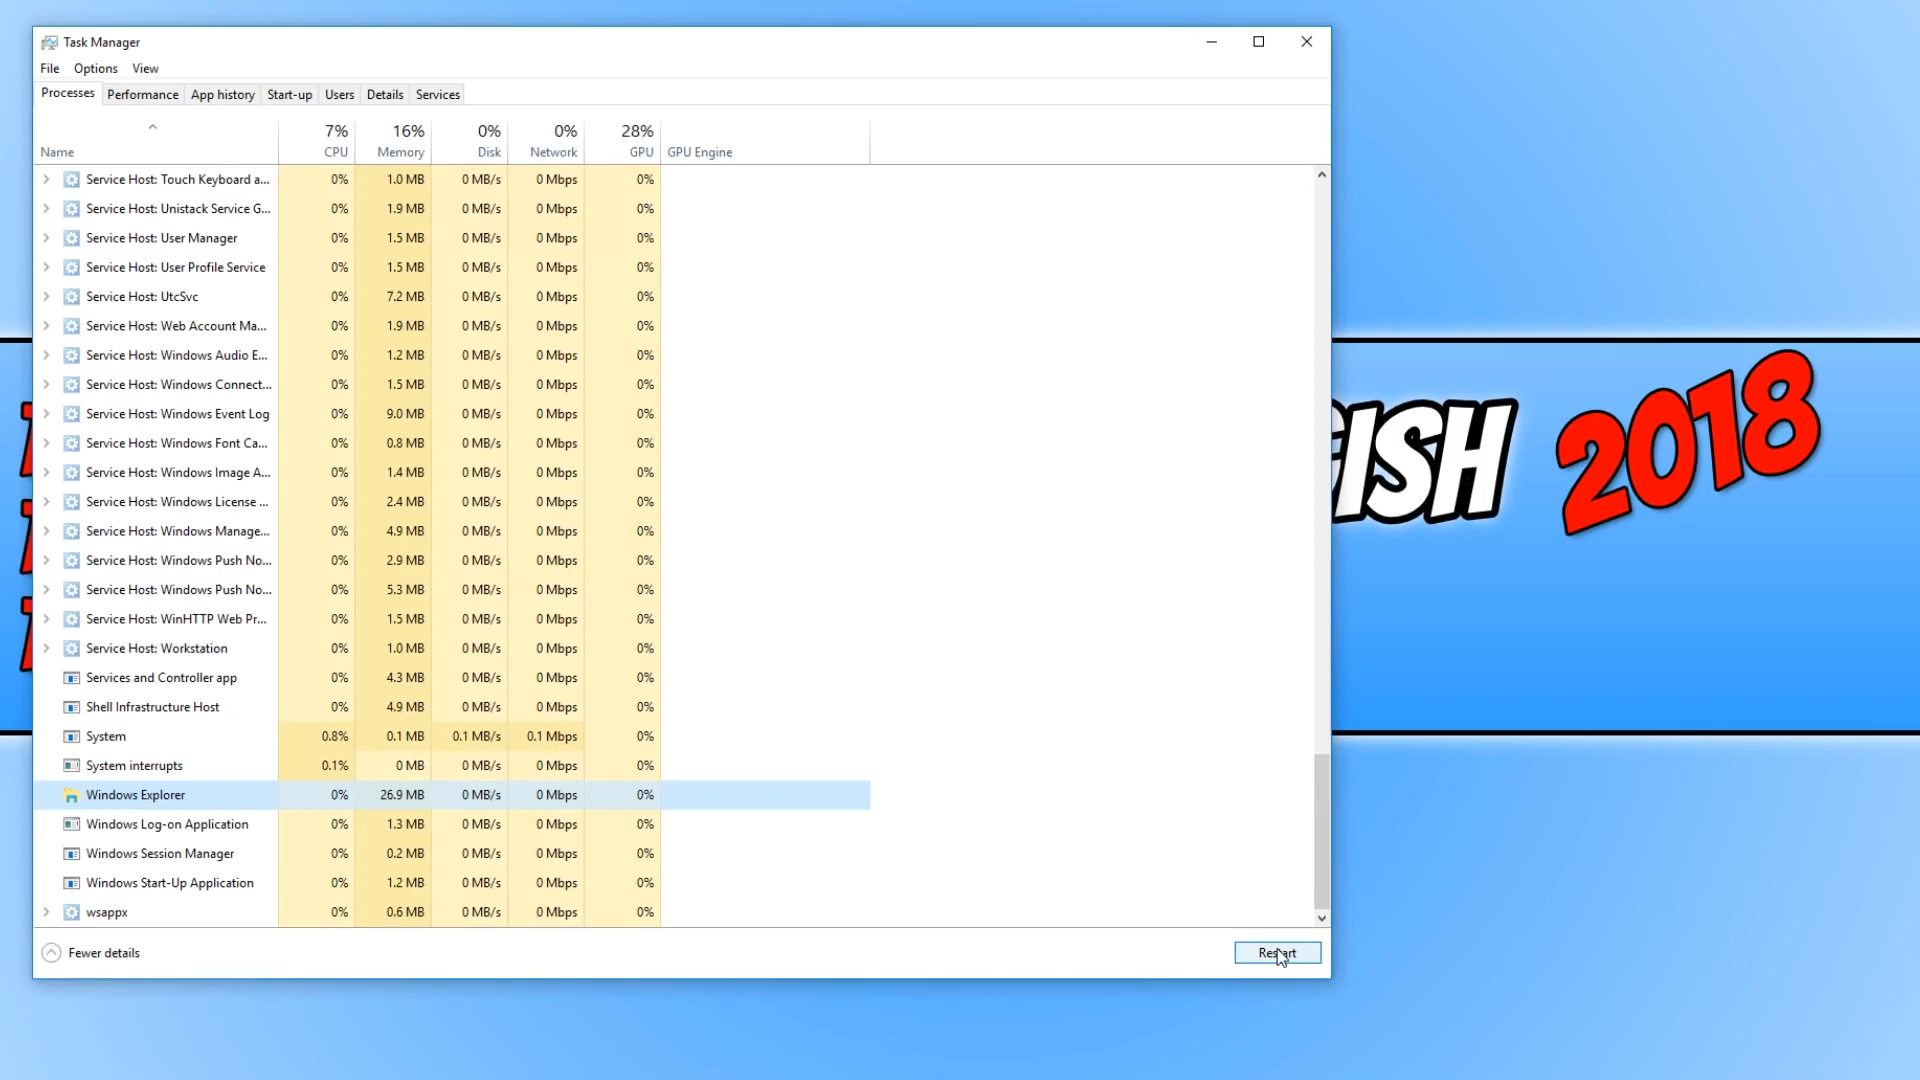 Task Manager
File Options View
Processes Performance App history Start-up Users Details Services
7% 16% 0% 0% 28%
Name CPU Memory Disk Network GPU GPU Engine
Service Host: Touch Keyboard a... 0% 1.0 MB 0 MB/s 0 Mbps 0%
Service Host: Unistack Service G... 0% 1.9 MB 0 MB/s 0 Mbps 0%
Service Host: User Manager 0% 1.5 MB 0 MB/s 0 Mbps 0%
Service Host: User Profile Service 0% 1.5 MB 0 MB/s 0 Mbps 0%
Service Host: UtcSvc 0% 7.2 MB 0 MB/s 0 Mbps 0%
Service Host: Web Account Ma... 0% 1.9 MB 0 MB/s 0 Mbps 0%
Service Host: Windows Audio E... 0% 1.2 MB 0 MB/s 0 Mbps 0%
Service Host: Windows Connect... 0% 1.5 MB 0 MB/s 0 Mbps 0%
Service Host: Windows Event Log 0% 9.0 MB 0 MB/s 0 Mbps 0%
Service Host: Windows Font Ca... 0% 0.8 MB 0 MB/s 0 Mbps 0%
Service Host: Windows Image A... 0% 1.4 MB 0 MB/s 0 Mbps 0%
Service Host: Windows License ... 0% 2.4 MB 0 MB/s 0 Mbps 0%
Service Host: Windows Manage... 0% 4.9 MB 0 MB/s 0 Mbps 0%
Service Host: Windows Push No... 0% 2.9 MB 0 MB/s 0 Mbps 0%
Service Host: Windows Push No... 0% 5.3 MB 0 MB/s 0 Mbps 0%
Service Host: WinHTTP Web Pr... 0% 1.5 MB 0 MB/s 0 Mbps 0%
Service Host: Workstation 0% 1.0 MB 0 MB/s 0 Mbps 0%
Services and Controller app 0% 4.3 MB 0 MB/s 0 Mbps 0%
Shell Infrastructure Host 0% 4.9 MB 0 MB/s 0 Mbps 0%
System 0.8% 0.1 MB 0.1 MB/s 0.1 Mbps 0%
System interrupts 0.1% 0 MB 0 MB/s 0 Mbps 0%
Windows Explorer 0% 26.9 MB 0 MB/s 0 Mbps 0%
Windows Log-on Application 0% 1.3 MB 0 MB/s 0 Mbps 0%
Windows Session Manager 0% 0.2 MB 0 MB/s 0 Mbps 0%
Windows Start-Up Application 0% 1.2 MB 0 MB/s 0 Mbps 0%
wsappx 0% 0.6 MB 0 MB/s 0 Mbps 0%
Fewer details Restart
GISH 2018